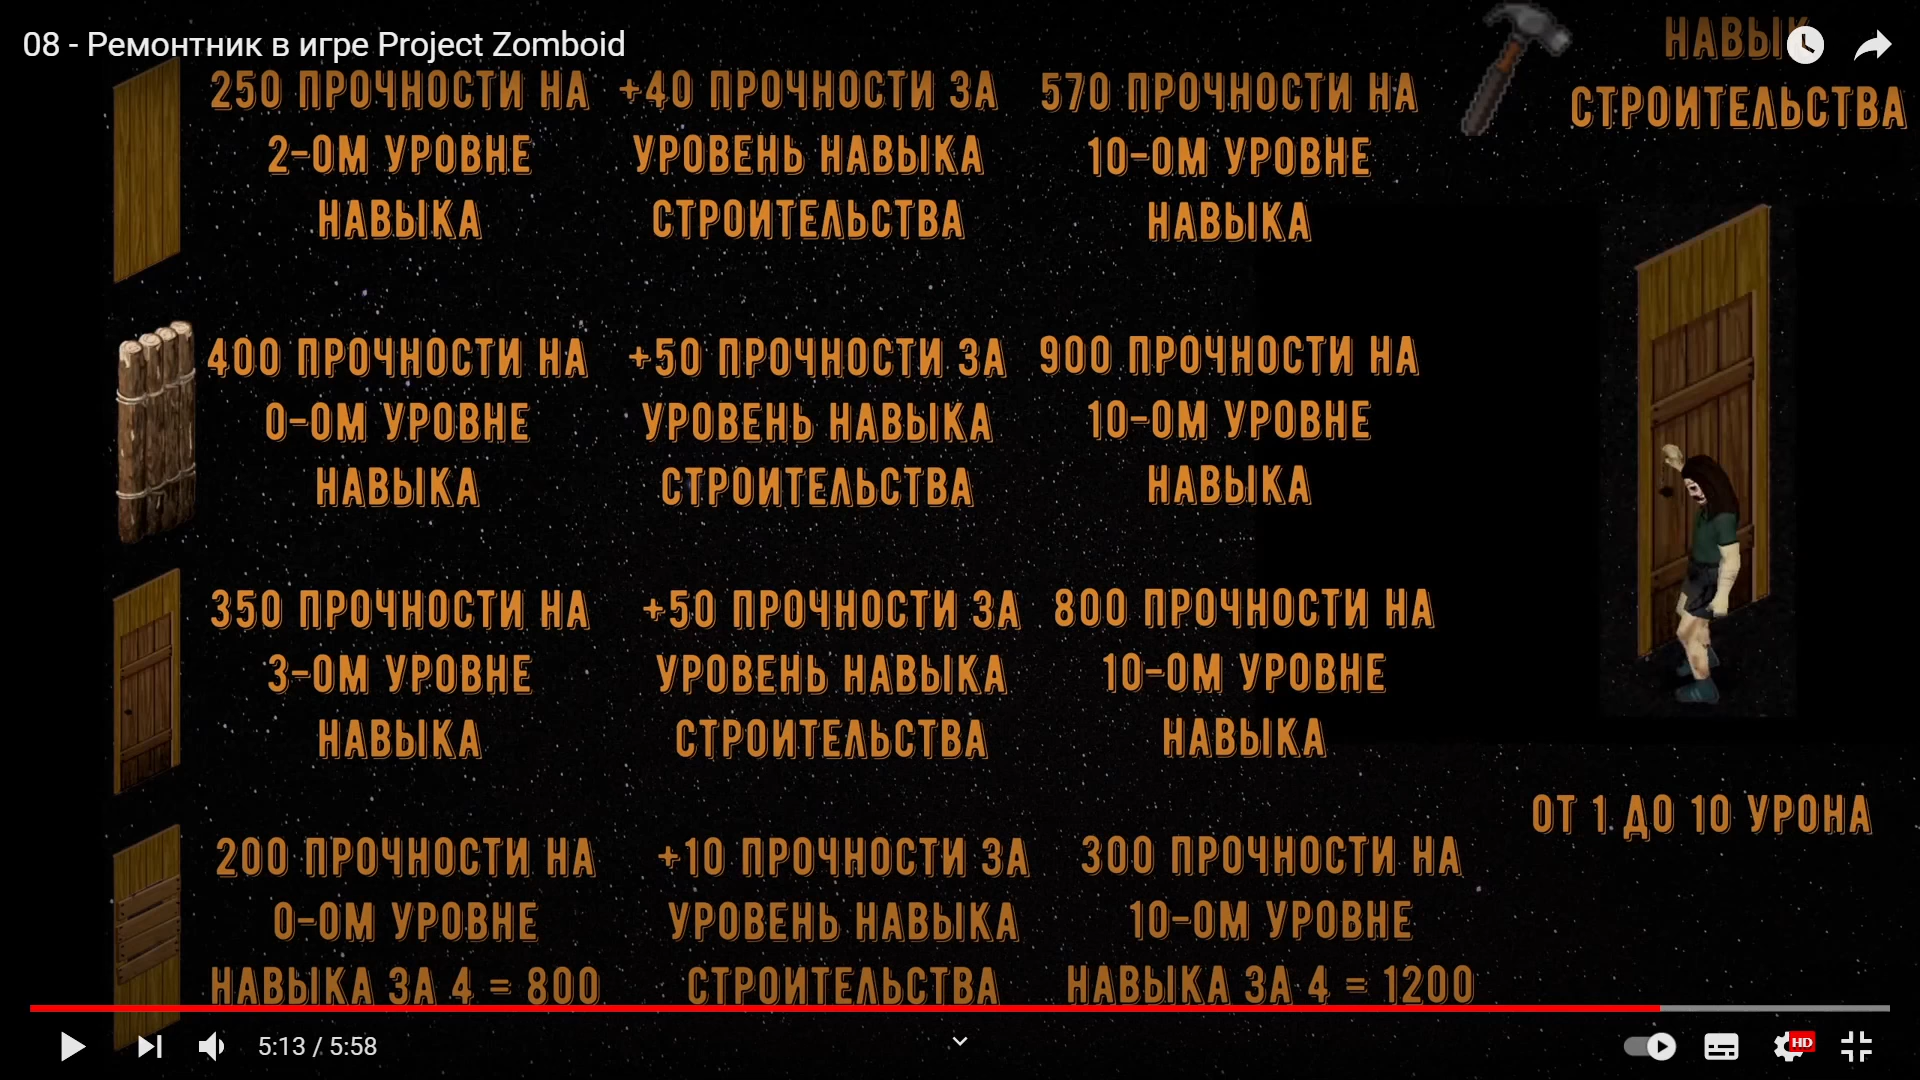 08 - Ремонтник в игре Project Zomboid
НАВЫК
СТРОИТЕЛЬСТВА
250 ПРОЧНОСТИ НА
2-ОМ УРОВНЕ
НАВЫКА
+40 ПРОЧНОСТИ ЗА
УРОВЕНЬ НАВЫКА
СТРОИТЕЛЬСТВА
570 ПРОЧНОСТИ НА
10-ОМ УРОВНЕ
НАВЫКА
400 ПРОЧНОСТИ НА
0-ОМ УРОВНЕ
НАВЫКА
+50 ПРОЧНОСТИ ЗА
УРОВЕНЬ НАВЫКА
СТРОИТЕЛЬСТВА
900 ПРОЧНОСТИ НА
10-ОМ УРОВНЕ
НАВЫКА
350 ПРОЧНОСТИ НА
3-ОМ УРОВНЕ
НАВЫКА
+50 ПРОЧНОСТИ ЗА
УРОВЕНЬ НАВЫКА
СТРОИТЕЛЬСТВА
800 ПРОЧНОСТИ НА
10-ОМ УРОВНЕ
НАВЫКА
ОТ 1 ДО 10 УРОНА
200 ПРОЧНОСТИ НА
0-ОМ УРОВНЕ
НАВЫКА ЗА 4 = 800
+10 ПРОЧНОСТИ ЗА
УРОВЕНЬ НАВЫКА
СТРОИТЕЛЬСТВА
300 ПРОЧНОСТИ НА
10-ОМ УРОВНЕ
НАВЫКА ЗА 4 = 1200
5:13 / 5:58
HD